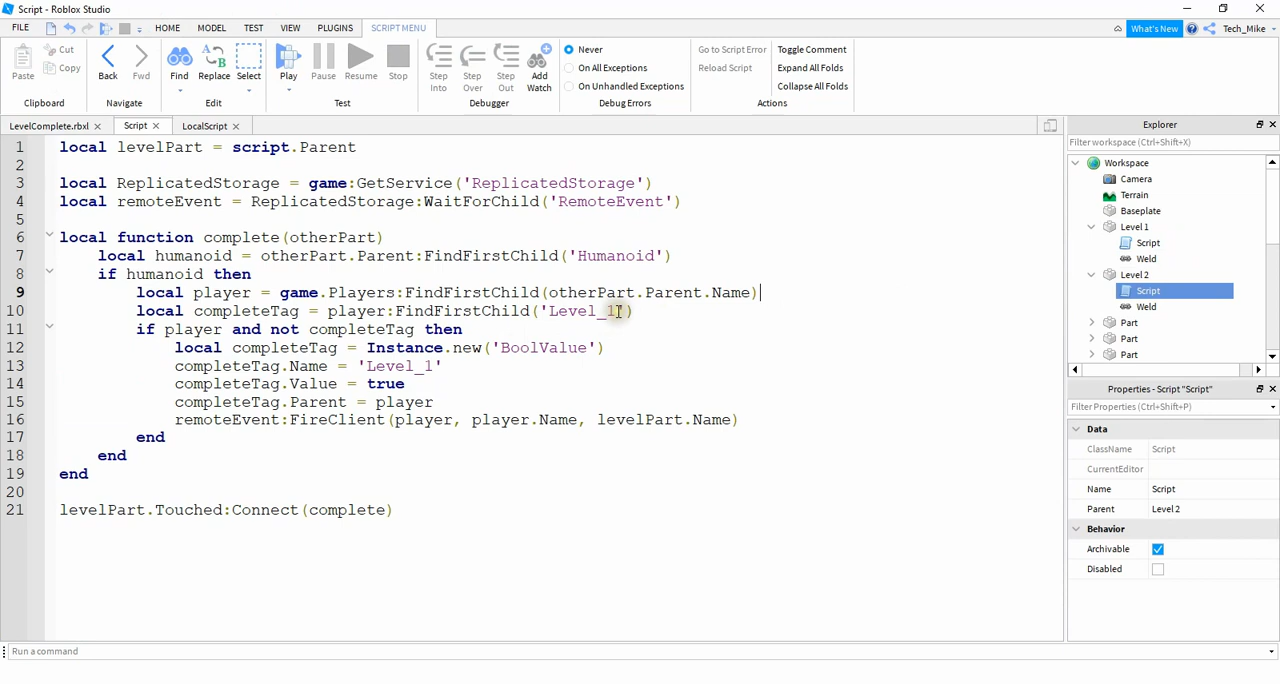 Script - Roblox Studio
FILE HOME MODEL TEST VIEW PLUGINS SCRIPT MENU What's New Tech_Mike
Paste Cut Copy Back Fwd Find Replace Select Play Pause Resume Stop Step Into Step Over Step Out Add Watch
Never
On All Exceptions
On Unhandled Exceptions
Go to Script Error
Reload Script
Toggle Comment
Expand All Folds
Collapse All Folds
Clipboard Navigate Edit Test Debugger Debug Errors Actions
LevelComplete.rbxl Script LocalScript
1 local levelPart = script.Parent
2
3 local ReplicatedStorage = game:GetService('ReplicatedStorage')
4 local remoteEvent = ReplicatedStorage:WaitForChild('RemoteEvent')
5
6 local function complete(otherPart)
7 local humanoid = otherPart.Parent:FindFirstChild('Humanoid')
8 if humanoid then
9 local player = game.Players:FindFirstChild(otherPart.Parent.Name)
10 local completeTag = player:FindFirstChild('Level_1')
11 if player and not completeTag then
12 local completeTag = Instance.new('BoolValue')
13 completeTag.Name = 'Level_1'
14 completeTag.Value = true
15 completeTag.Parent = player
16 remoteEvent:FireClient(player, player.Name, levelPart.Name)
17 end
18 end
19 end
20
21 levelPart.Touched:Connect(complete)
Explorer
Filter workspace (Ctrl+Shift+X)
Workspace
Camera
Terrain
Baseplate
Level 1
Script
Weld
Level 2
Script
Weld
Part
Part
Part
Properties - Script "Script"
Filter Properties (Ctrl+Shift+P)
Data
ClassName Script
CurrentEditor
Name Script
Parent Level 2
Behavior
Archivable
Disabled
Run a command